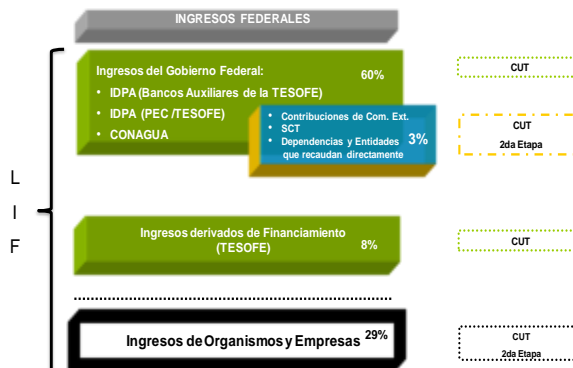 INGRESOS FEDERALES
Ingresos del Gobierno Federal:
60%
• IDPA (Bancos Auxiliares de la TESOFE)
• IDPA (PEC /TESOFE)
• CONAGUA
• Contribuciones de Com. Ext.
• SCT
• Dependencias y Entidades
que recaudan directamente
3%
CUT
CUT
2da Etapa
L
I
F
Ingresos derivados de Financiamiento
(TESOFE)
8%
CUT
Ingresos de Organismos y Empresas 29%
CUT
2da Etapa